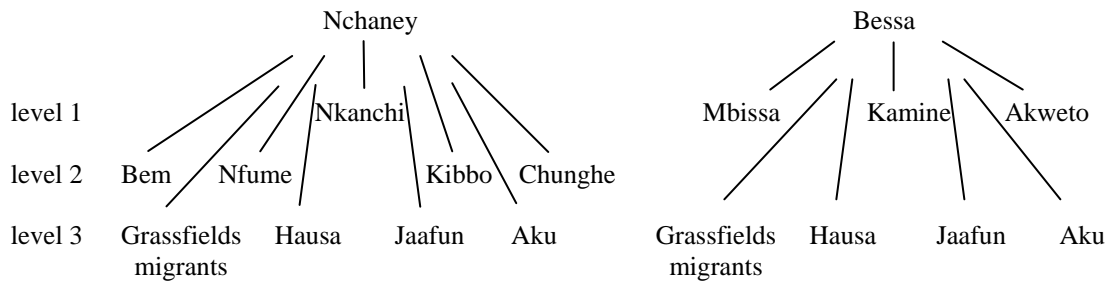 Nchaney Bessa
level 1 Nkanchi Mbissa Kamine Akweto
level 2 Bem Nfume Kibbo Chunghe
level 3 Grassfields Hausa Jaafun Aku Grassfields Hausa Jaafun Aku
migrants migrants